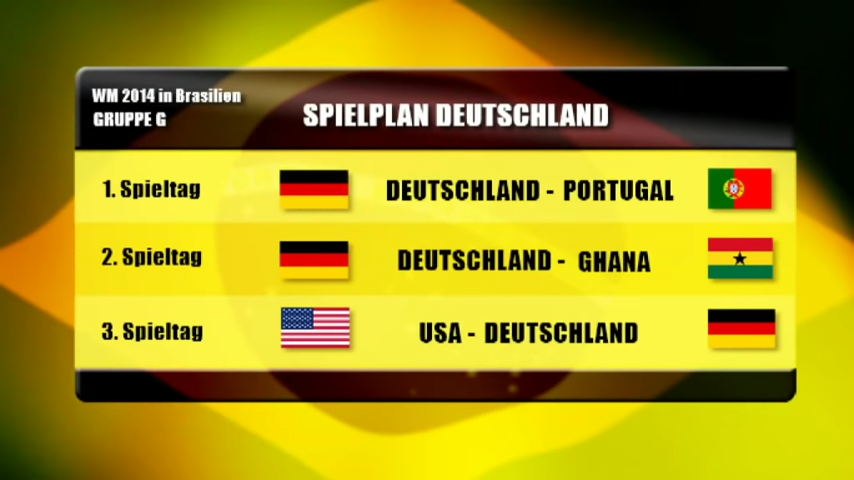 WM 2014 in Brasilien
GRUPPE G
SPIELPLAN DEUTSCHLAND
1. Spieltag DEUTSCHLAND - PORTUGAL
2. Spieltag DEUTSCHLAND - GHANA
3. Spieltag USA - DEUTSCHLAND